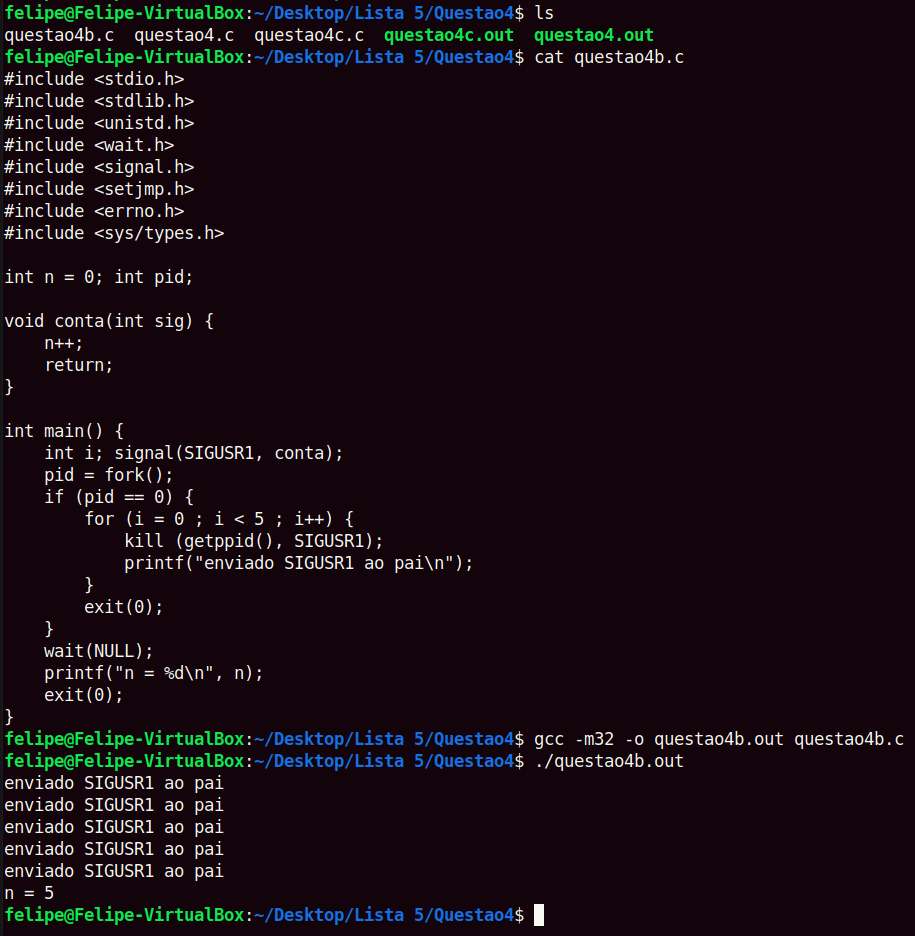 felipe@Felipe-VirtualBox:~/Desktop/Lista 5/Questao4$ ls
questao4b.c  questao4.c  questao4c.c  questao4c.out  questao4.out
felipe@Felipe-VirtualBox:~/Desktop/Lista 5/Questao4$ cat questao4b.c
#include <stdio.h>
#include <stdlib.h>
#include <unistd.h>
#include <wait.h>
#include <signal.h>
#include <setjmp.h>
#include <errno.h>
#include <sys/types.h>

int n = 0; int pid;

void conta(int sig) {
    n++;
    return;
}

int main() {
    int i; signal(SIGUSR1, conta);
    pid = fork();
    if (pid == 0) {
        for (i = 0 ; i < 5 ; i++) {
            kill (getppid(), SIGUSR1);
            printf("enviado SIGUSR1 ao pai\n");
        }
        exit(0);
    }
    wait(NULL);
    printf("n = %d\n", n);
    exit(0);
}
felipe@Felipe-VirtualBox:~/Desktop/Lista 5/Questao4$ gcc -m32 -o questao4b.out questao4b.c
felipe@Felipe-VirtualBox:~/Desktop/Lista 5/Questao4$ ./questao4b.out
enviado SIGUSR1 ao pai
enviado SIGUSR1 ao pai
enviado SIGUSR1 ao pai
enviado SIGUSR1 ao pai
enviado SIGUSR1 ao pai
n = 5
felipe@Felipe-VirtualBox:~/Desktop/Lista 5/Questao4$